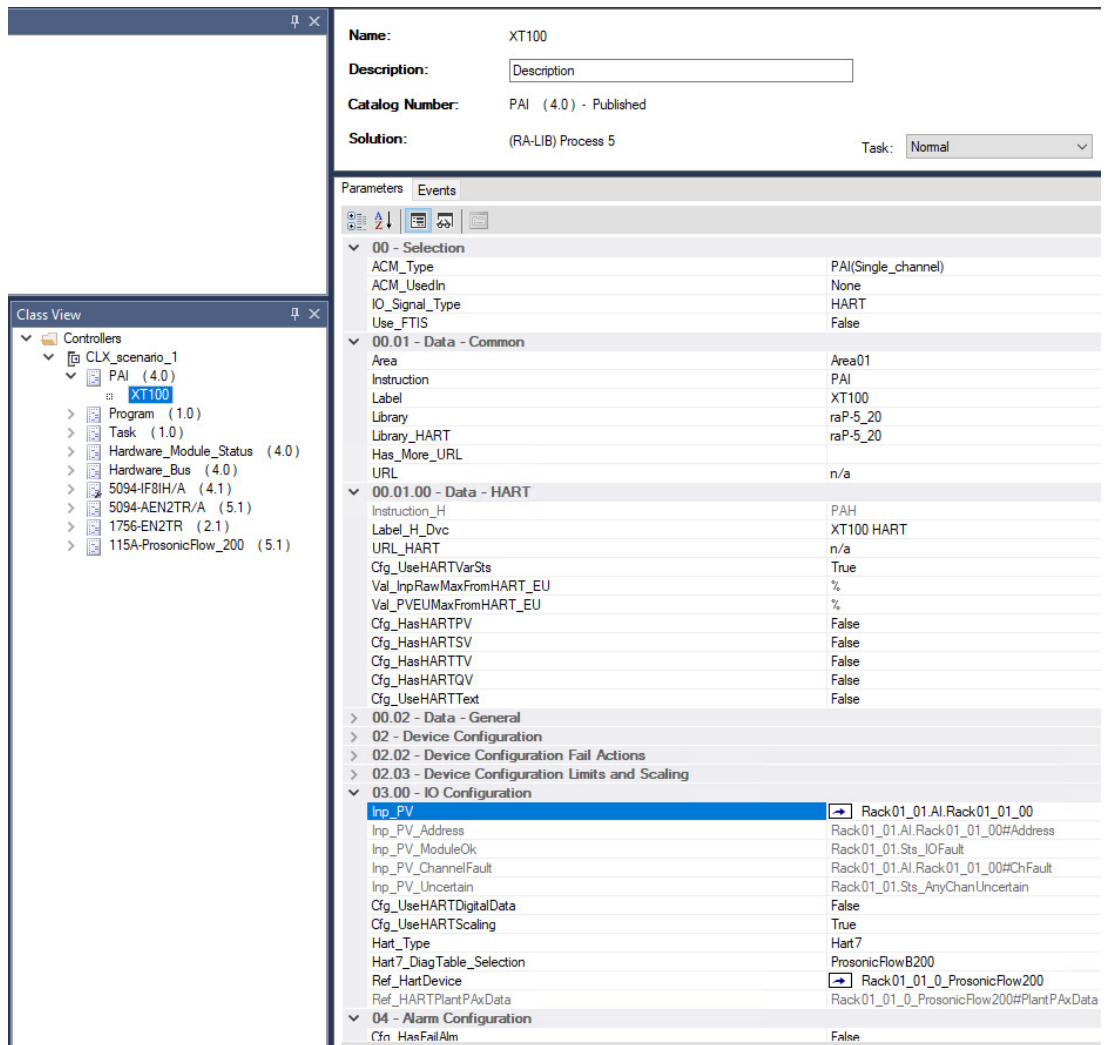 Name: XT100
Description: Description
Catalog Number: PAI (4.0) - Published
Solution: (RA-LIB) Process 5
Task: Normal
Class View
Controllers
CLX_scenario_1
PAI (4.0)
XT100
Program (1.0)
Task (1.0)
Hardware_Module_Status (4.0)
Hardware_Bus (4.0)
5094-IF8IH/A (4.1)
5094-AEN2TR/A (5.1)
1756-EN2TR (2.1)
115A-ProsonicFlow_200 (5.1)
Parameters Events
00 - Selection
ACM_Type PAI(Single_channel)
ACM_UsedIn None
IO_Signal_Type HART
Use_FTIS False
00.01 - Data - Common
Area Area01
Instruction PAI
Label XT100
Library raP-5_20
Library_HART raP-5_20
Has_More_URL
URL n/a
00.01.00 - Data - HART
Instruction_H PAH
Label_H_Dvc XT100 HART
URL_HART n/a
Cfg_UseHARTVarSts True
Val_InpRawMaxFromHART_EU %
Val_PVEUMaxFromHART_EU %
Cfg_HasHARTPV False
Cfg_HasHARTSV False
Cfg_HasHARTTV False
Cfg_HasHARTQV False
Cfg_UseHARTText False
00.02 - Data - General
02 - Device Configuration
02.02 - Device Configuration Fail Actions
02.03 - Device Configuration Limits and Scaling
03.00 - IO Configuration
Inp_PV Rack01_01.AI.Rack01_01_00
Inp_PV_Address Rack01_01.AI.Rack01_01_00#Address
Inp_PV_ModuleOk Rack01_01.Sts_IOFault
Inp_PV_ChannelFault Rack01_01.AI.Rack01_01_00#ChFault
Inp_PV_Uncertain Rack01_01.Sts_AnyChanUncertain
Cfg_UseHARTDigitalData False
Cfg_UseHARTScaling True
Hart_Type Hart7
Hart7_DiagTable_Selection ProsonicFlowB200
Ref_HartDevice Rack01_01_0_ProsonicFlow200
Ref_HARTPlantPAxData Rack01_01_0_ProsonicFlow200#PlantPAxData
04 - Alarm Configuration
Cfg_HasFailAlm False